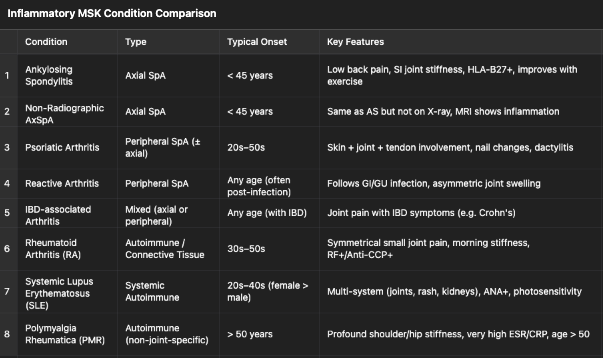 Inflammatory MSK Condition Comparison
Condition Type Typical Onset Key Features
1 Ankylosing Spondylitis Axial SpA < 45 years Low back pain, SI joint stiffness, HLA-B27+, improves with exercise
2 Non-Radiographic AxSpA Axial SpA < 45 years Same as AS but not on X-ray, MRI shows inflammation
3 Psoriatic Arthritis Peripheral SpA (± axial) 20s–50s Skin + joint + tendon involvement, nail changes, dactylitis
4 Reactive Arthritis Peripheral SpA Any age (often post-infection) Follows GI/GU infection, asymmetric joint swelling
5 IBD-associated Arthritis Mixed (axial or peripheral) Any age (with IBD) Joint pain with IBD symptoms (e.g. Crohn's)
6 Rheumatoid Arthritis (RA) Autoimmune / Connective Tissue 30s–50s Symmetrical small joint pain, morning stiffness, RF+/Anti-CCP+
7 Systemic Lupus Erythematosus (SLE) Systemic Autoimmune 20s–40s (female > male) Multi-system (joints, rash, kidneys), ANA+, photosensitivity
8 Polymyalgia Rheumatica (PMR) Autoimmune (non-joint-specific) > 50 years Profound shoulder/hip stiffness, very high ESR/CRP, age > 50